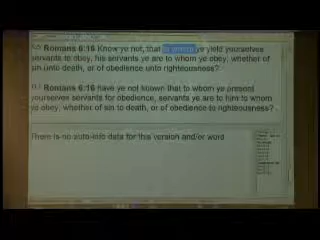 Romans 6:16 Know ye not, that to whom ye yield yourselves
servants to obey, his servants ye are to whom ye obey; whether of
sin unto death, or of obedience unto righteousness?
Romans 6:16 have ye not known that to whom ye present
yourselves servants for obedience, servants ye are to him to whom
ye obey, whether of sin to death, or of obedience to righteousness?
There is no auto-info data for this version and/or word